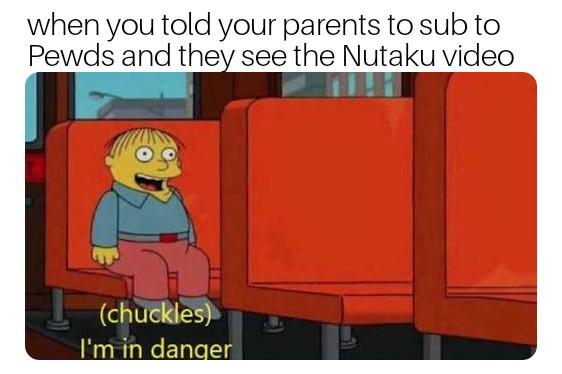 when you told your parents to sub to
Pewds and they see the Nutaku video
(chuckles)
I'm in danger